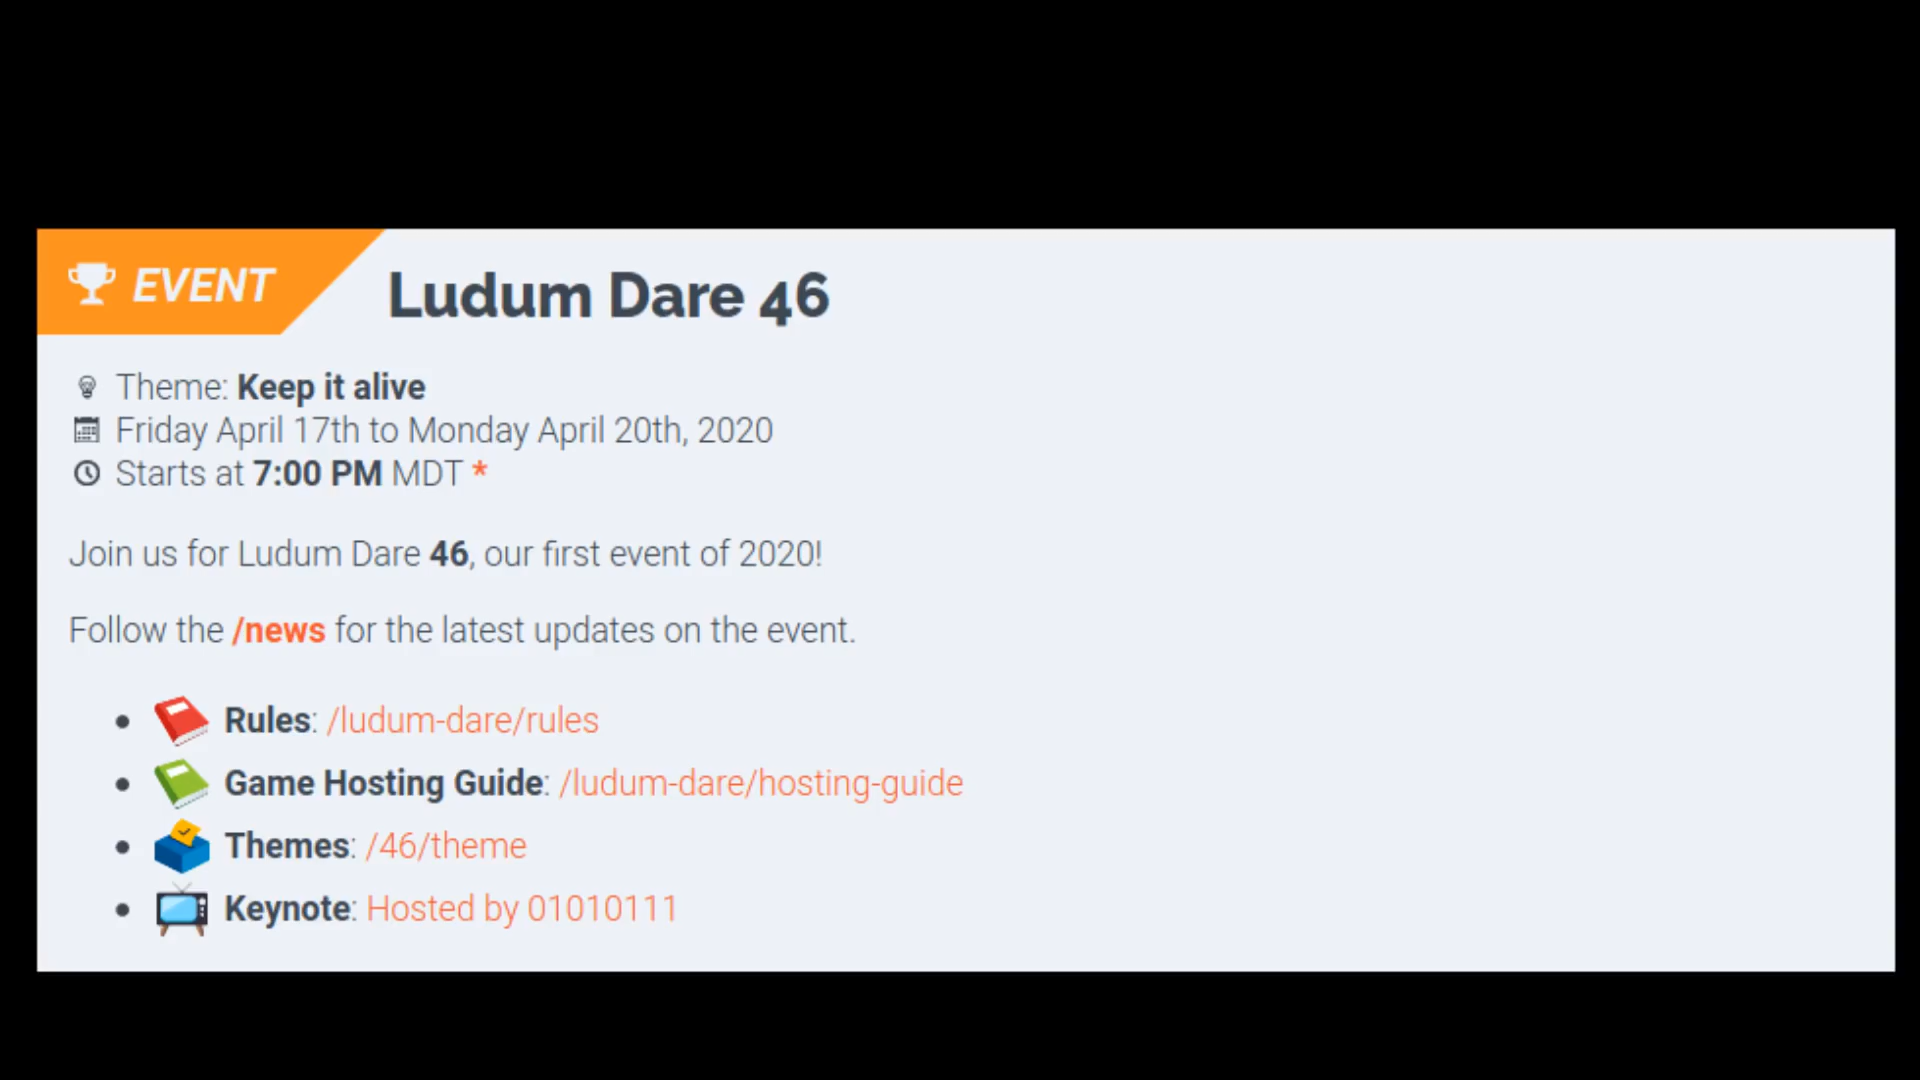 EVENT
Ludum Dare 46
Theme: Keep it alive
Friday April 17th to Monday April 20th, 2020
Starts at 7:00 PM MDT *
Join us for Ludum Dare 46, our first event of 2020!
Follow the /news for the latest updates on the event.
• Rules: /ludum-dare/rules
• Game Hosting Guide: /ludum-dare/hosting-guide
• Themes: /46/theme
• Keynote: Hosted by 01010111